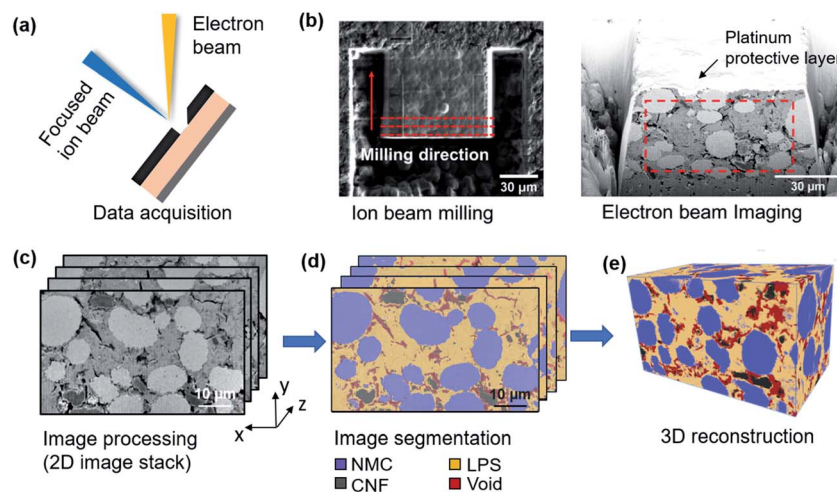 (a)
Electron
beam
Focused
ion beam
Data acquisition
(b)
Milling direction
30 µm
Ion beam milling
Platinum
protective layer
30 µm
Electron beam Imaging
(c)
10 µm
y
z
x
Image processing
(2D image stack)
(d)
10 µm
Image segmentation
NMC
LPS
CNF
Void
(e)
3D reconstruction